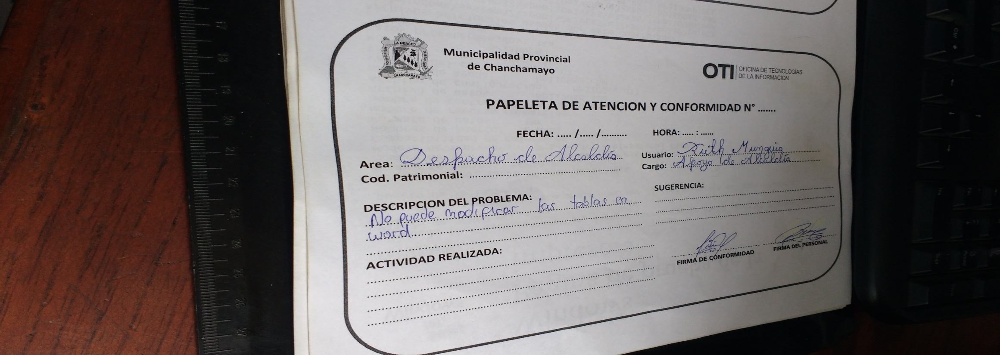 LA MERCED
CHANCHAMAYO
Municipalidad Provincial
de Chanchamayo
OTI OFICINA DE TECNOLOGÍAS
DE LA INFORMACIÓN
PAPELETA DE ATENCION Y CONFORMIDAD N° .......
FECHA: ..... /..... /.......... HORA: ..... : ......
Area: Despacho de Alcaldía
Usuario: Ruth Munguia
Cod. Patrimonial:
Cargo: Apoyo de Alcaldía
DESCRIPCION DEL PROBLEMA:
No puede modificar las tablas en
word.
SUGERENCIA:
ACTIVIDAD REALIZADA:
FIRMA DE CONFORMIDAD
FIRMA DEL PERSONAL
17
18
19
20
21
22
23
24
25
26
27
Ctrl